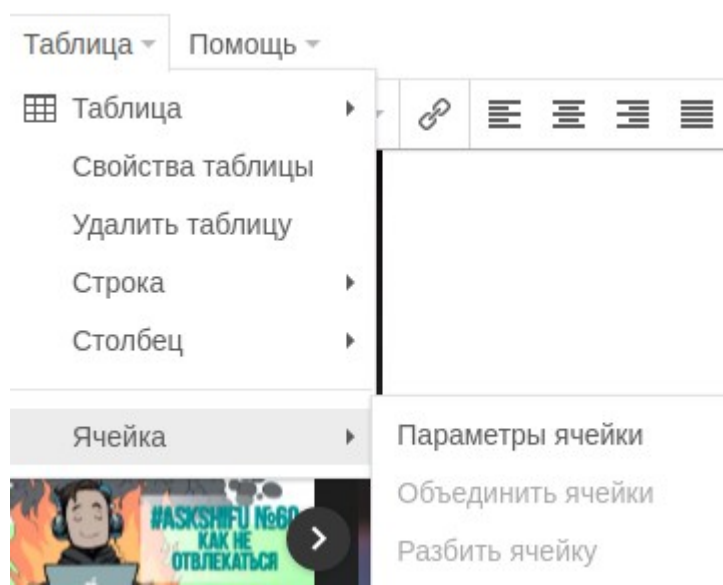 Таблица Помощь
Таблица
Свойства таблицы
Удалить таблицу
Строка
Столбец
Ячейка
Параметры ячейки
Объединить ячейки
Разбить ячейку
#ASKSHIFU №60
КАК НЕ
ОТВЛЕКАТЬСЯ